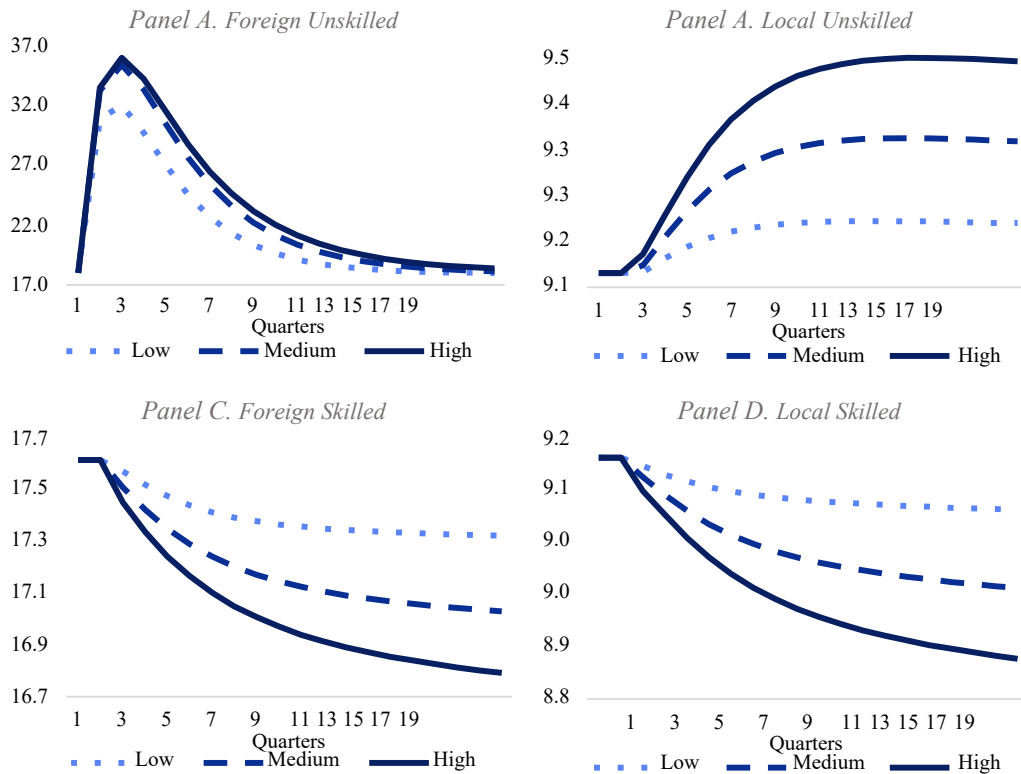 Panel A. Foreign Unskilled
37.0
32.0
27.0
22.0
17.0
1 3 5 7 9 11 13 15 17 19
Quarters
Low Medium High
Panel A. Local Unskilled
9.5
9.4
9.3
9.3
9.2
9.1
1 3 5 7 9 11 13 15 17 19
Quarters
Low Medium High
Panel C. Foreign Skilled
17.7
17.5
17.3
17.1
16.9
16.7
1 3 5 7 9 11 13 15 17 19
Quarters
Low Medium High
Panel D. Local Skilled
9.2
9.1
9.0
9.0
8.9
8.8
1 3 5 7 9 11 13 15 17 19
Quarters
Low Medium High